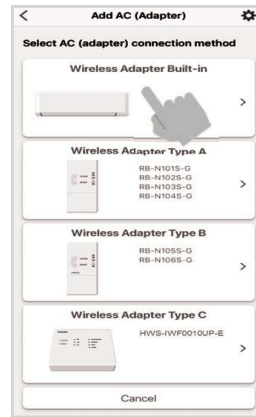 Add AC (Adapter)
Select AC (adapter) connection method
Wireless Adapter Built-in
Wireless Adapter Type A
RB-N101S-G
RB-N102S-G
RB-N103S-G
RB-N104S-G
Wireless Adapter Type B
RB-N105S-G
RB-N106S-G
Wireless Adapter Type C
HWS-IWF0010UP-E
Cancel